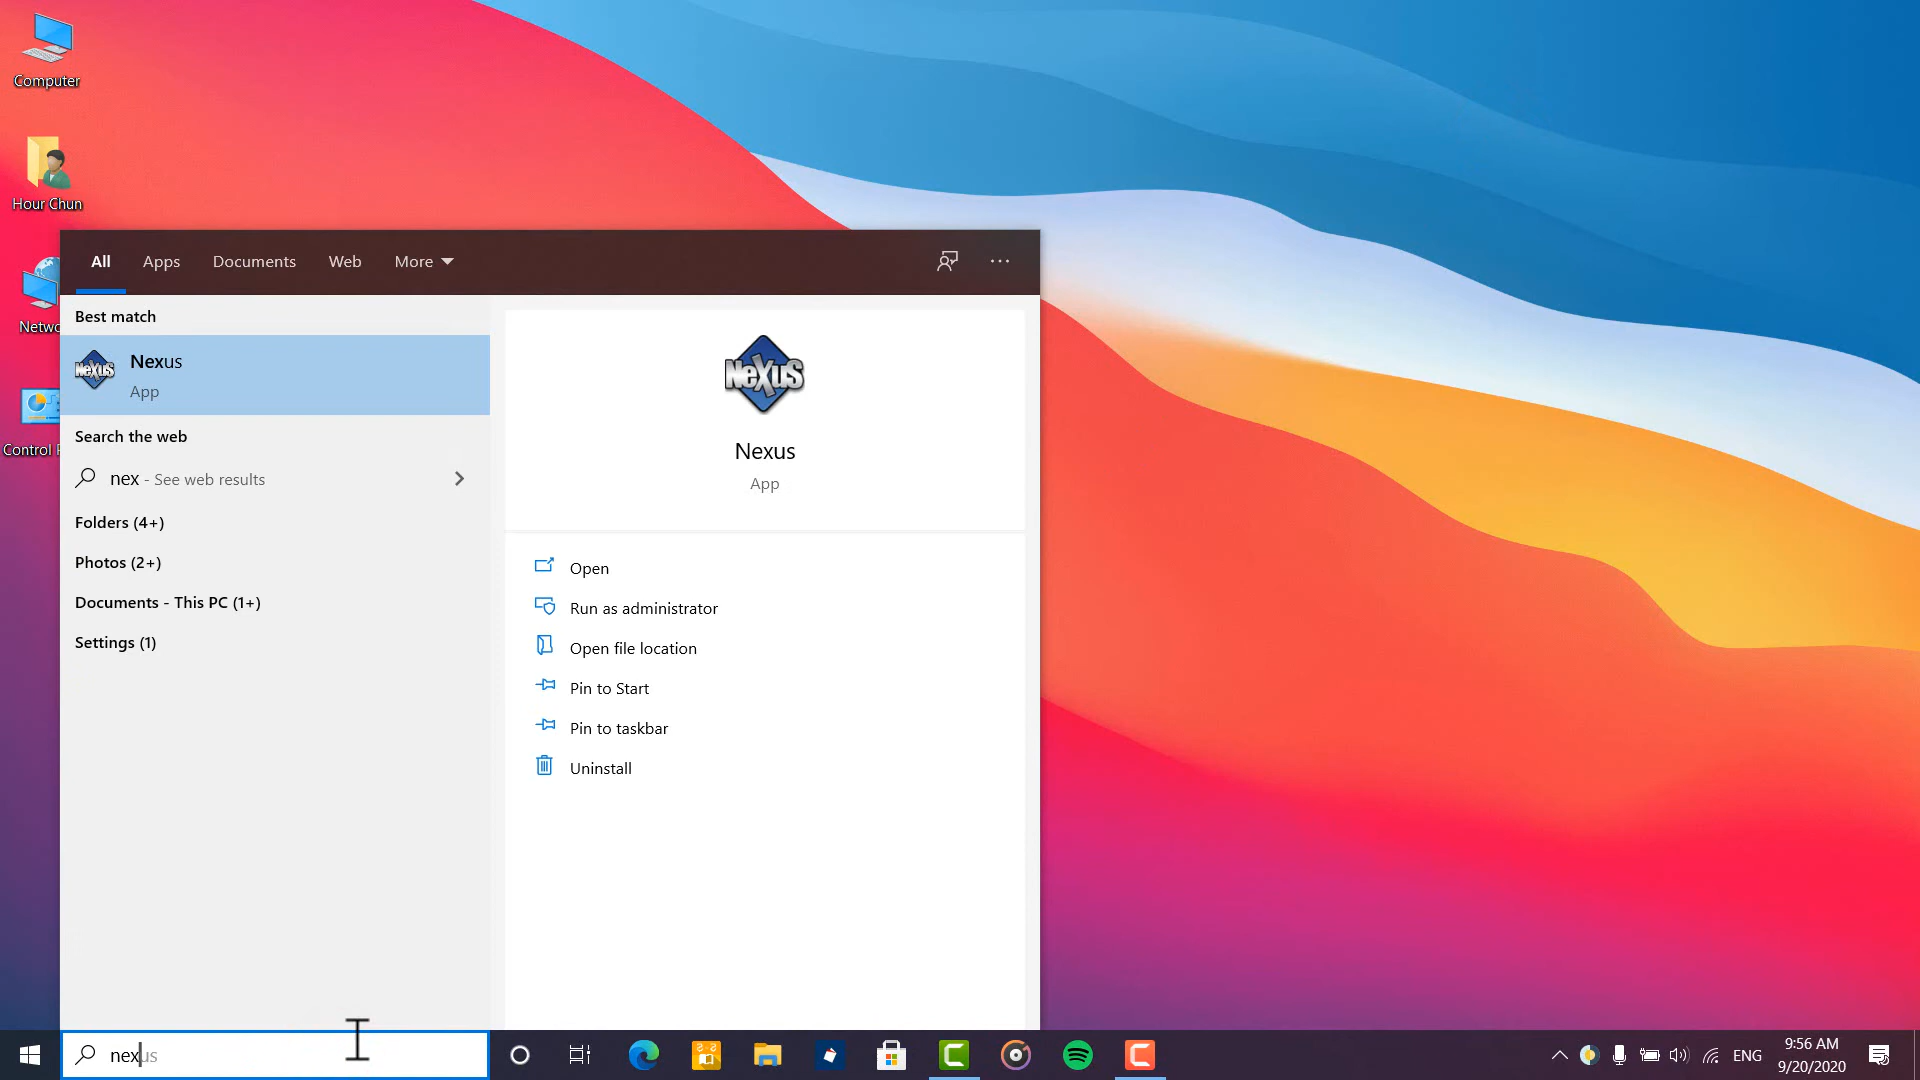 Computer
Hour Chun
Netwo
Control P
All
Apps
Documents
Web
More
Best match
NeXuS
Nexus
App
Search the web
nex - See web results
Folders (4+)
Photos (2+)
Documents - This PC (1+)
Settings (1)
NeXuS
Nexus
App
Open
Run as administrator
Open file location
Pin to Start
Pin to taskbar
Uninstall
nexus
ENG
9:56 AM
9/20/2020